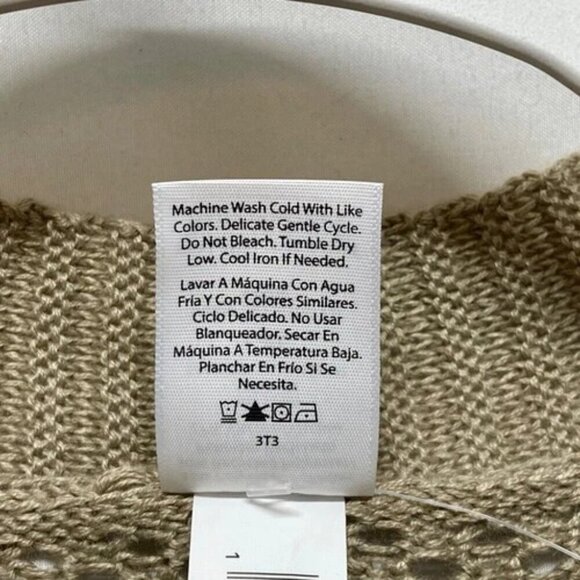 Machine Wash Cold With Like
Colors. Delicate Gentle Cycle.
Do Not Bleach. Tumble Dry
Low. Cool Iron If Needed.
Lavar A Máquina Con Agua
Fría Y Con Colores Similares.
Ciclo Delicado. No Usar
Blanqueador. Secar En
Máquina A Temperatura Baja.
Planchar En Frío Si Se
Necesita.
3T3
1